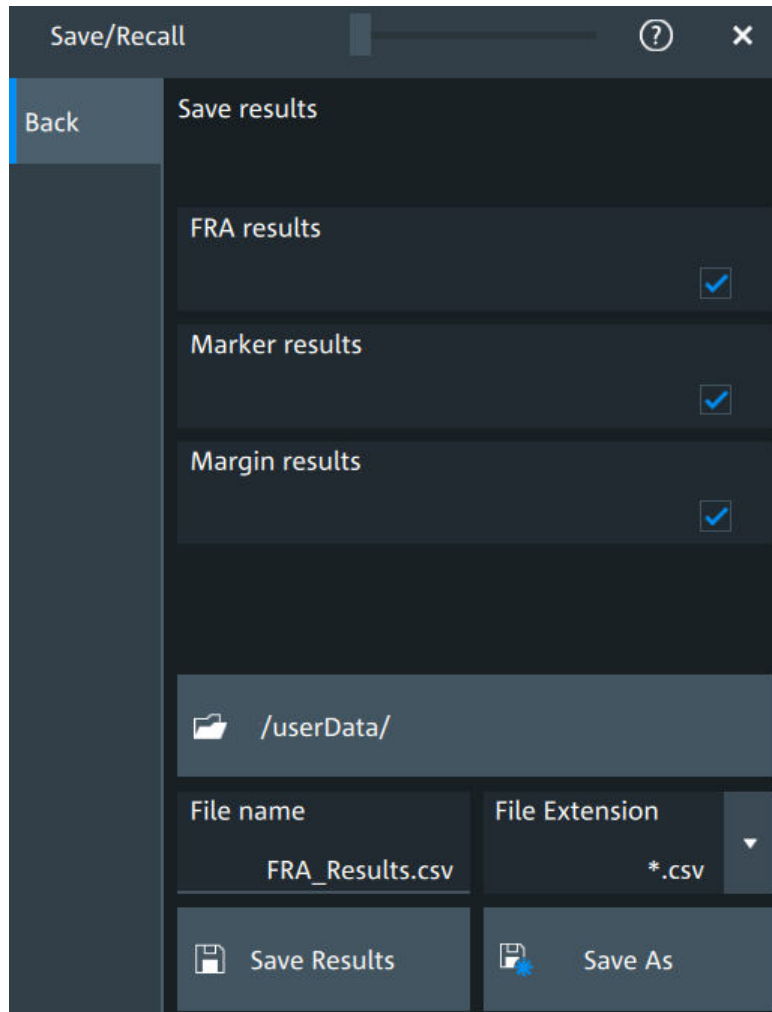 Save/Recall
Back
Save results
FRA results
Marker results
Margin results
/userData/
File name
FRA_Results.csv
File Extension
*.csv
Save Results
Save As